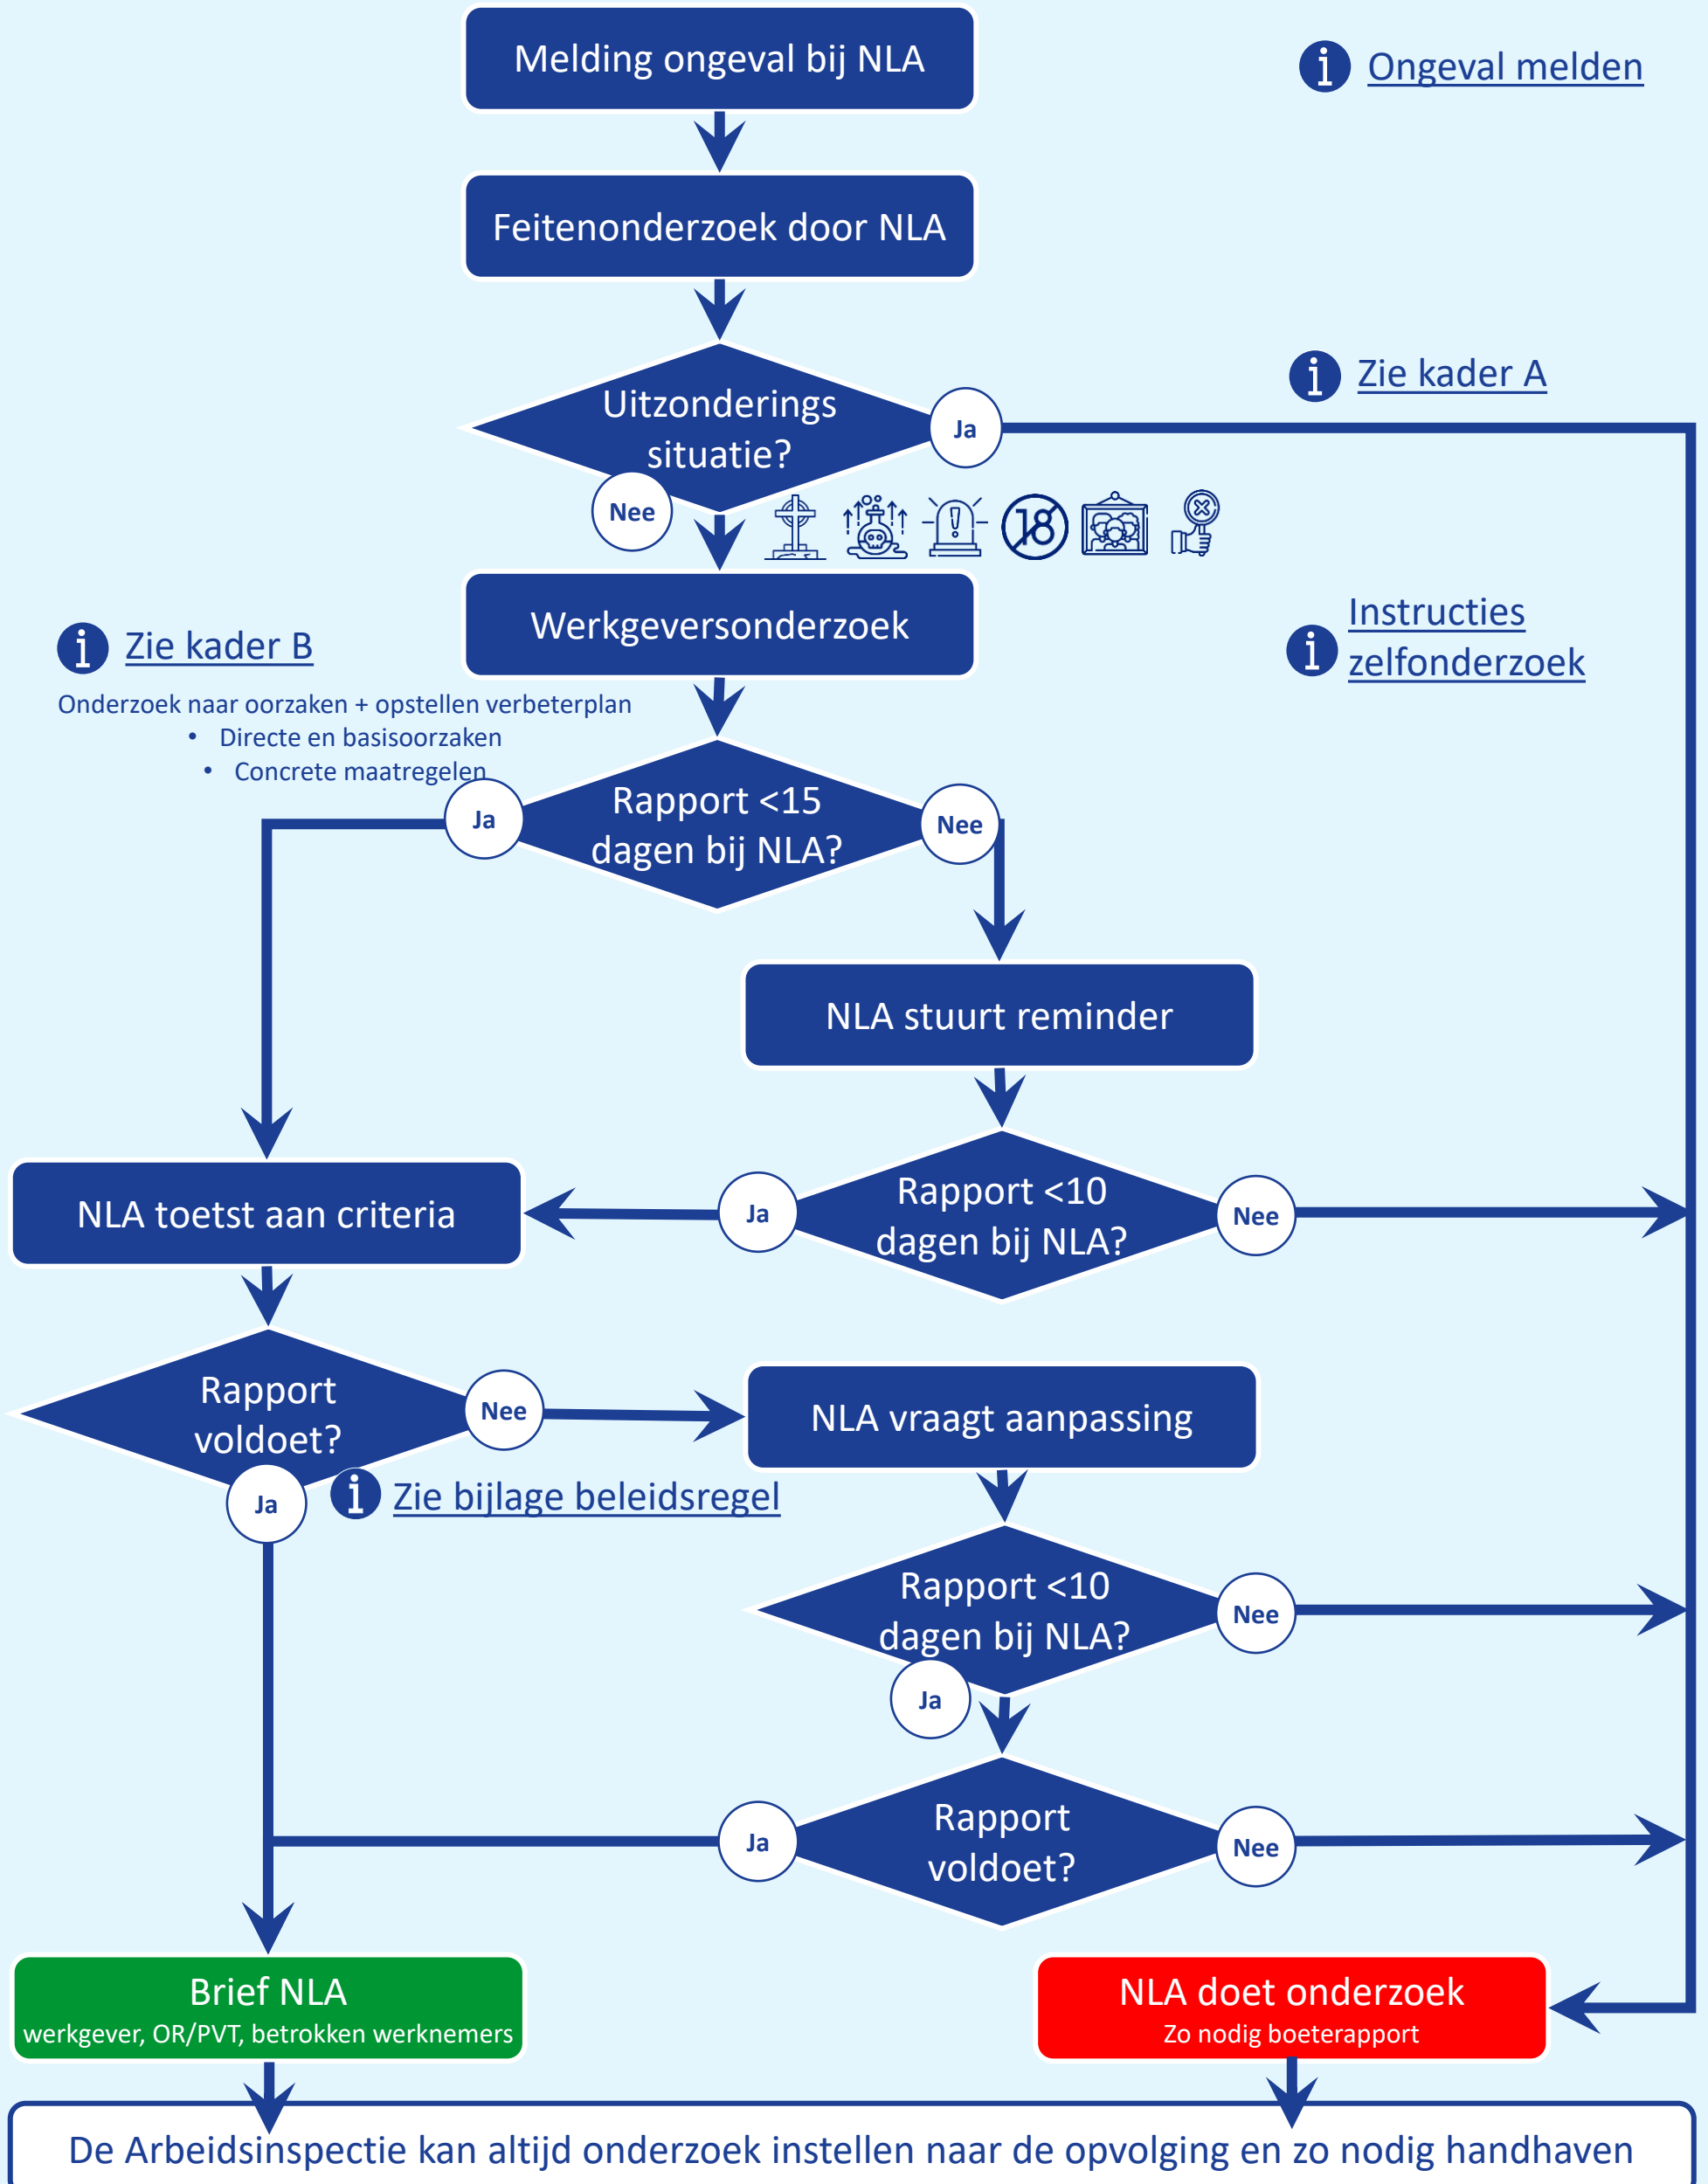 Melding ongeval bij NLA
Ongeval melden
Feitenonderzoek door NLA
Uitzonderings
situatie?
Ja
Zie kader A
Nee
18
Werkgeversonderzoek
Instructies
zelfonderzoek
Zie kader B
Onderzoek naar oorzaken + opstellen verbeterplan
• Directe en basisoorzaken
• Concrete maatregelen
Ja
Rapport <15
dagen bij NLA?
Nee
NLA stuurt reminder
NLA toetst aan criteria
Ja
Rapport <10
dagen bij NLA?
Nee
Rapport
voldoet?
Nee
NLA vraagt aanpassing
Ja
Zie bijlage beleidsregel
Rapport <10
dagen bij NLA?
Nee
Ja
Ja
Rapport
voldoet?
Nee
Brief NLA
werkgever, OR/PVT, betrokken werknemers
NLA doet onderzoek
Zo nodig boeterapport
De Arbeidsinspectie kan altijd onderzoek instellen naar de opvolging en zo nodig handhaven